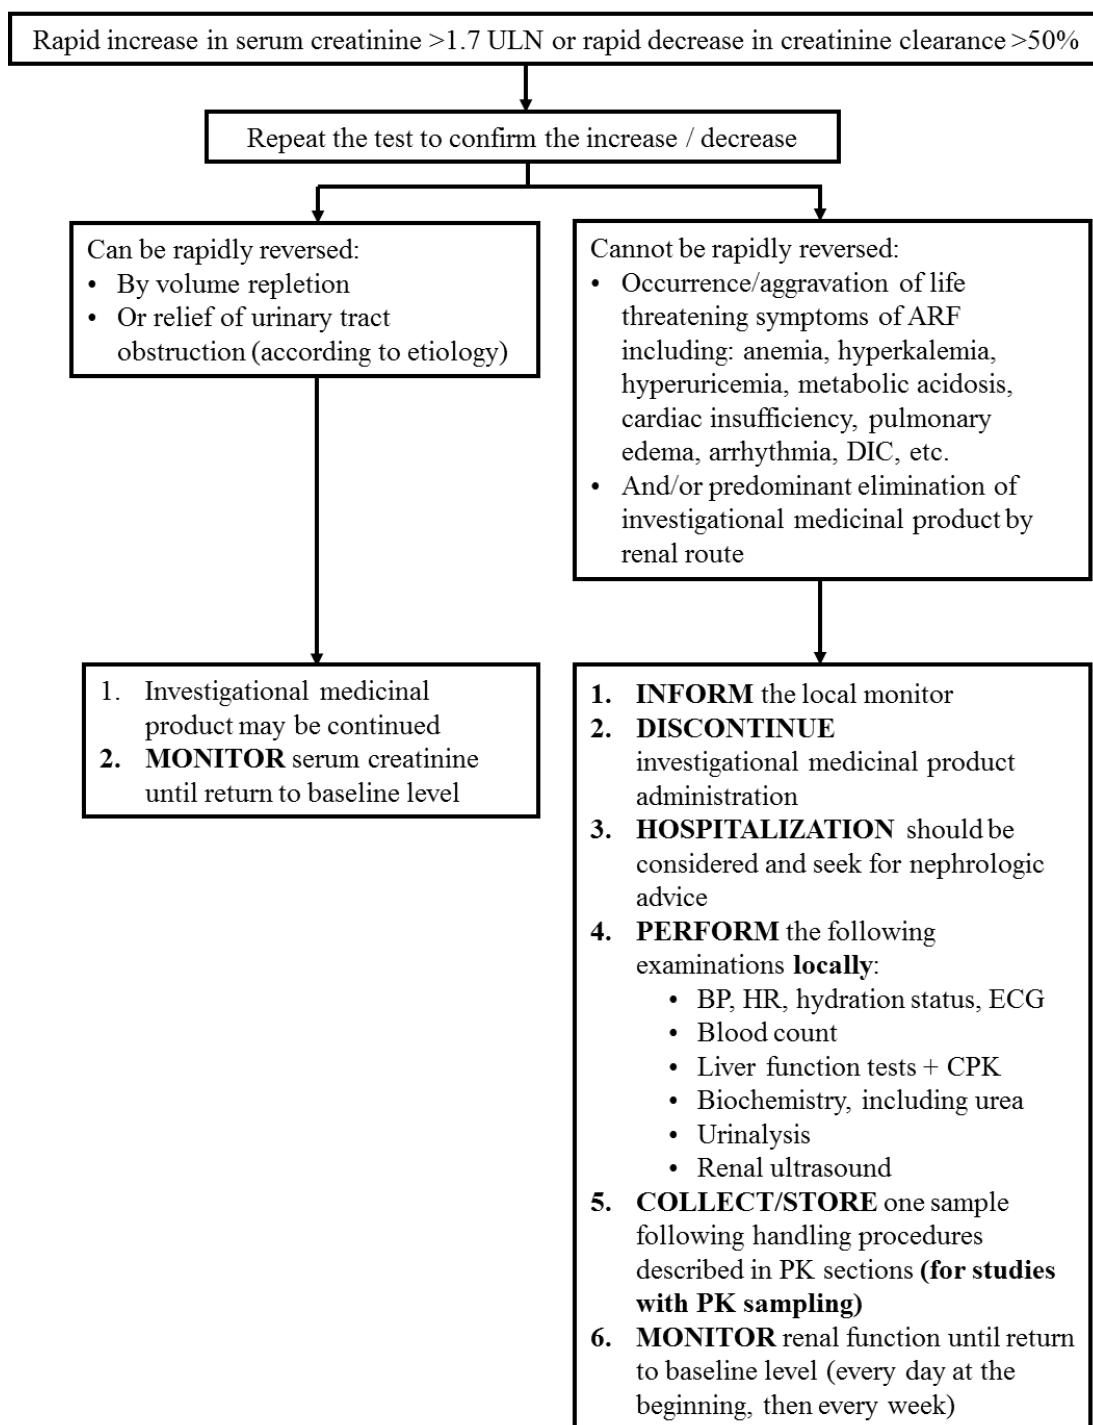 Rapid increase in serum creatinine >1.7 ULN or rapid decrease in creatinine clearance >50%
Repeat the test to confirm the increase / decrease
Can be rapidly reversed:
• By volume repletion
• Or relief of urinary tract
obstruction (according to etiology)
Cannot be rapidly reversed:
• Occurrence/aggravation of life
threatening symptoms of ARF
including: anemia, hyperkalemia,
hyperuricemia, metabolic acidosis,
cardiac insufficiency, pulmonary
edema, arrhythmia, DIC, etc.
• And/or predominant elimination of
investigational medicinal product by
renal route
1. Investigational medicinal
product may be continued
2. MONITOR serum creatinine
until return to baseline level
1. INFORM the local monitor
2. DISCONTINUE
investigational medicinal product
administration
3. HOSPITALIZATION should be
considered and seek for nephrologic
advice
4. PERFORM the following
examinations locally:
• BP, HR, hydration status, ECG
• Blood count
• Liver function tests + CPK
• Biochemistry, including urea
• Urinalysis
• Renal ultrasound
5. COLLECT/STORE one sample
following handling procedures
described in PK sections (for studies
with PK sampling)
6. MONITOR renal function until return
to baseline level (every day at the
beginning, then every week)